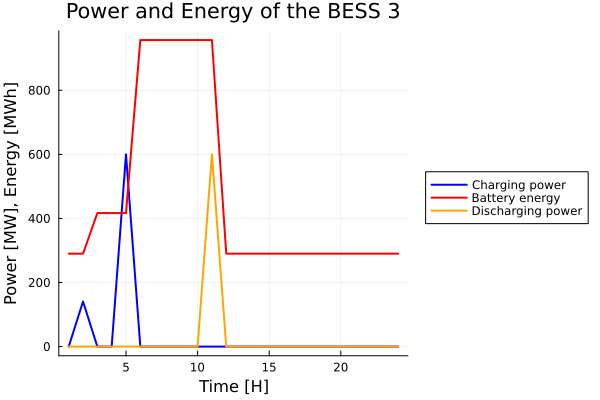 Power and Energy of the BESS 3
Power [MW], Energy [MWh]
800
600
400
200
0
5
10
15
20
Time [H]
Charging power
Battery energy
Discharging power